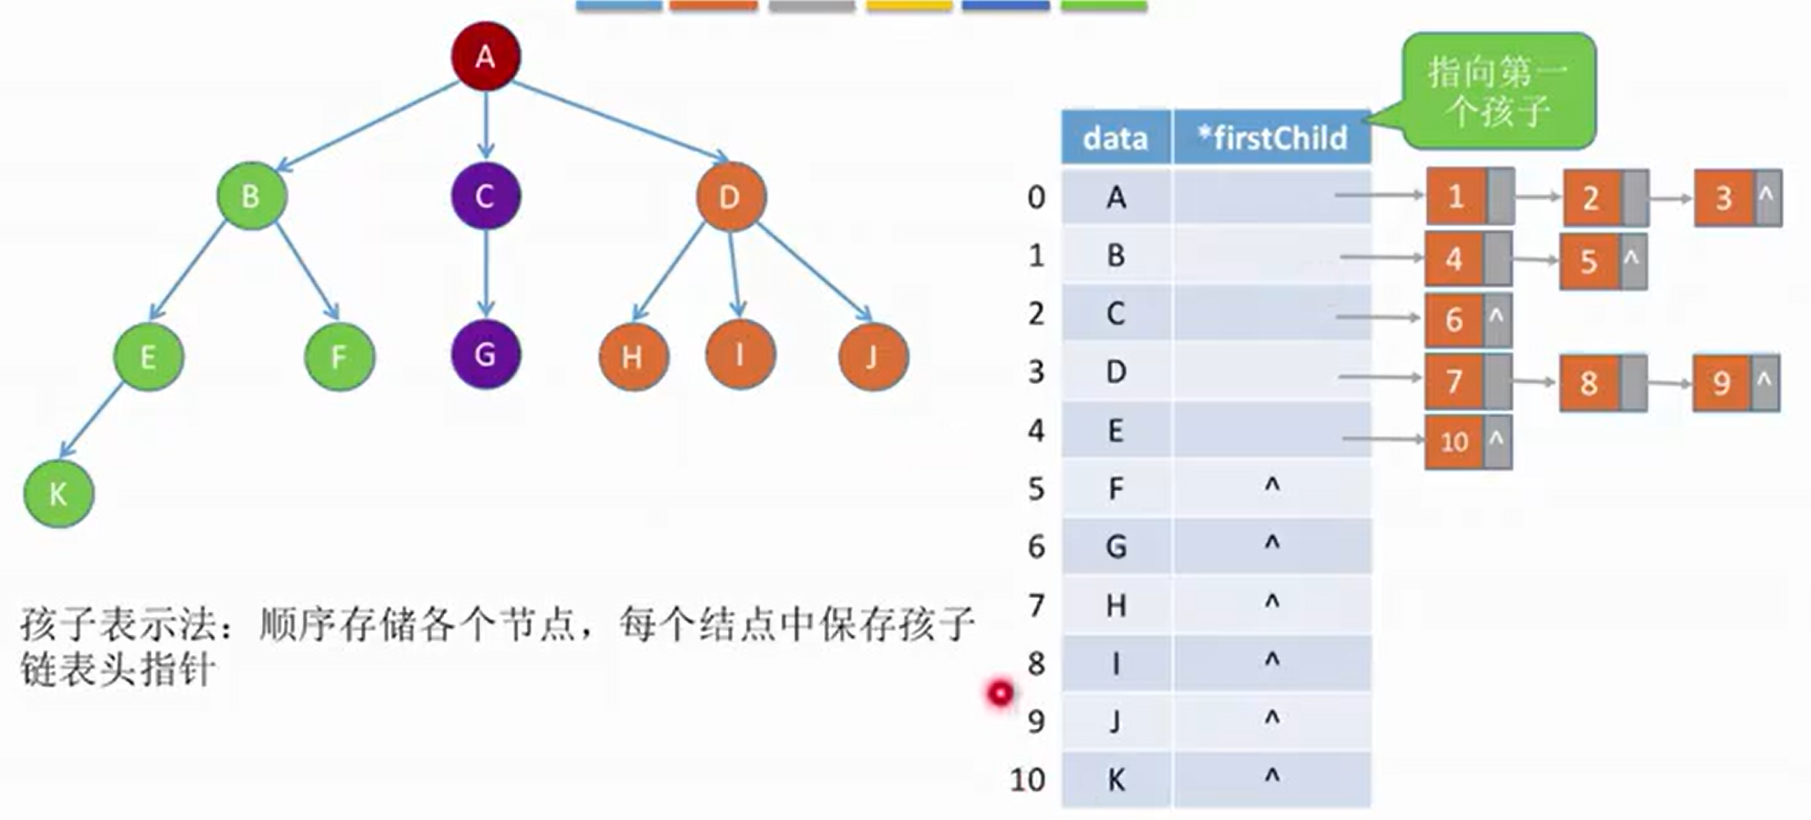 A
B C D
E F G H I J
K
孩子表示法：顺序存储各个节点，每个结点中保存孩子
链表头指针
指向第一
个孩子
data *firstChild
0 A 1 2 3 ^
1 B 4 5 ^
2 C 6 ^
3 D 7 8 9 ^
4 E 10 ^
5 F ^
6 G ^
7 H ^
8 I ^
9 J ^
10 K ^